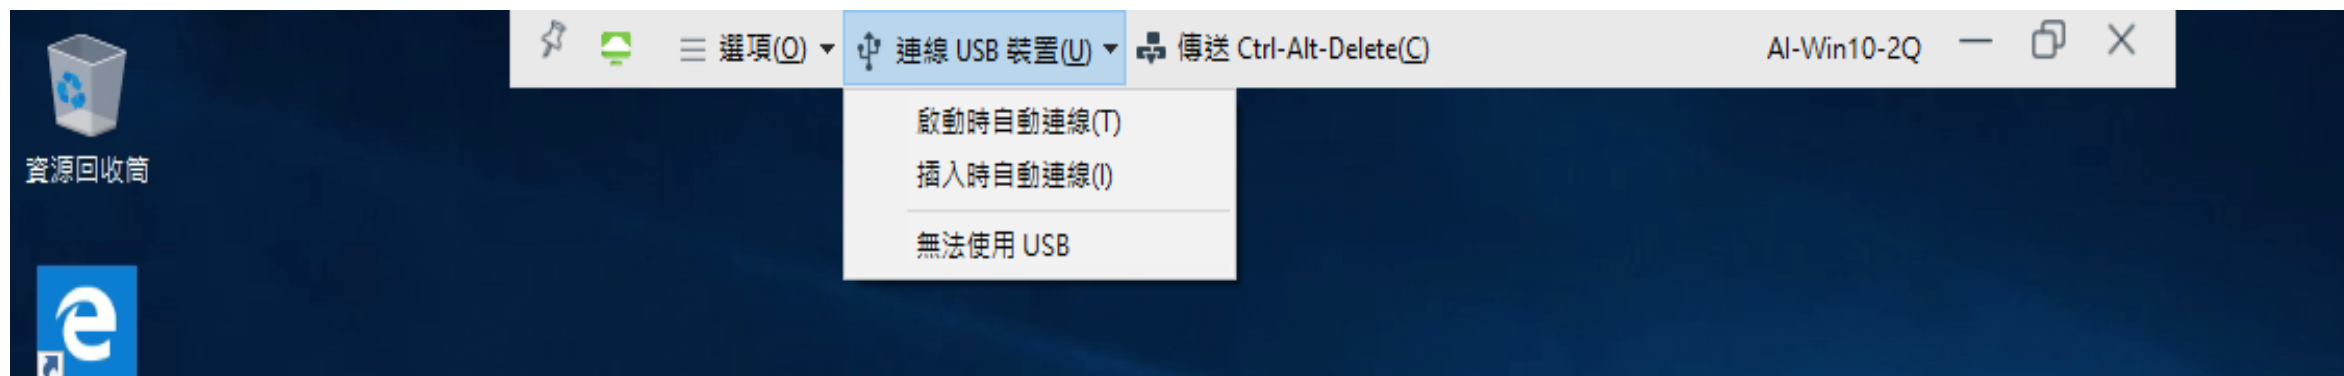 選項(O)
連線 USB 裝置(U)
傳送 Ctrl-Alt-Delete(C)
AI-Win10-2Q
啟動時自動連線(T)
插入時自動連線(I)
資源回收筒
無法使用 USB